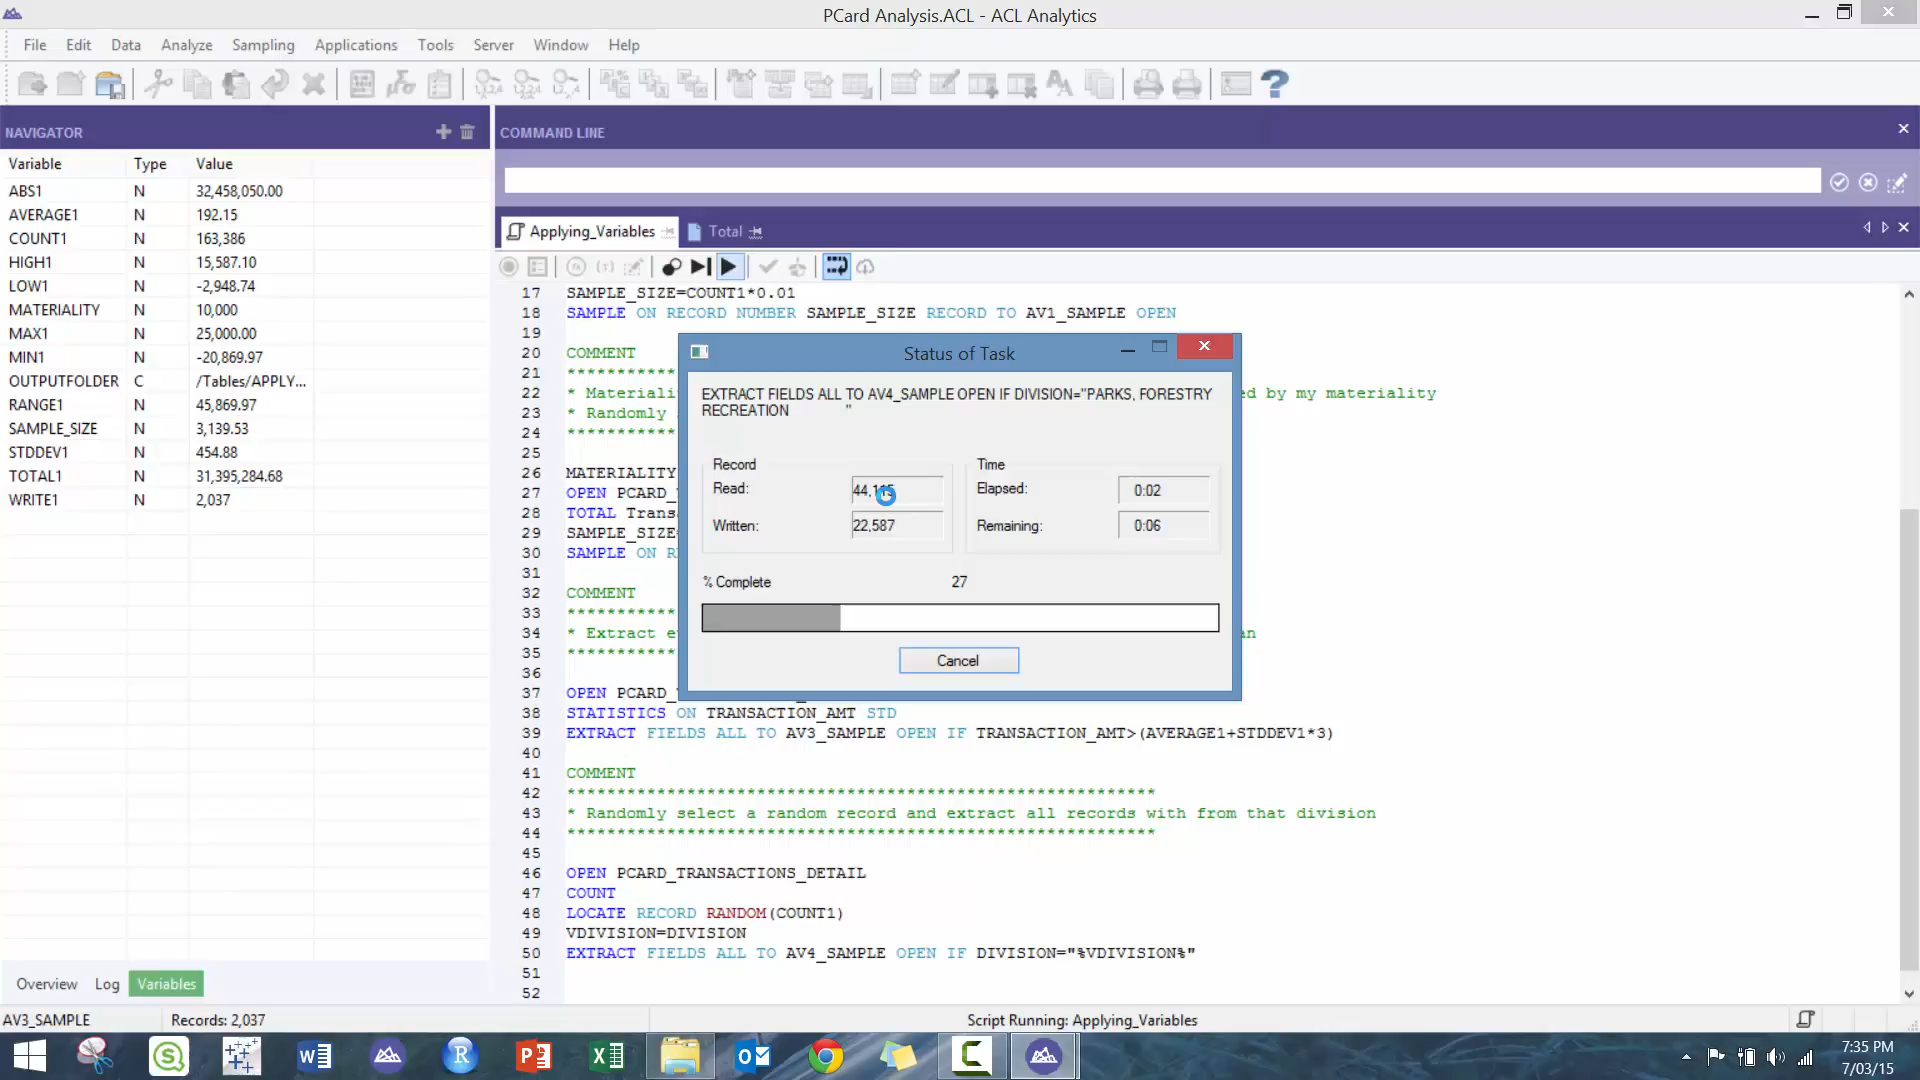 PCard Analysis.ACL - ACL Analytics
File Edit Data Analyze Sampling Applications Tools Server Window Help
NAVIGATOR
COMMAND LINE
Variable Type Value
ABS1 N 32,458,050.00
AVERAGE1 N 192.15
COUNT1 N 163,386
HIGH1 N 15,587.10
LOW1 N -2,948.74
MATERIALITY N 10,000
MAX1 N 25,000.00
MIN1 N -20,869.97
OUTPUTFOLDER C /Tables/APPLY...
RANGE1 N 45,869.97
SAMPLE_SIZE N 3,139.53
STDDEV1 N 454.88
TOTAL1 N 31,395,284.68
WRITE1 N 2,037
Overview Log Variables
Applying_Variables Total
17 SAMPLE_SIZE=COUNT1*0.01
18 SAMPLE ON RECORD NUMBER SAMPLE_SIZE RECORD TO AV1_SAMPLE OPEN
19
20 COMMENT
21 ***********
22 * Materiali d by my materiality
23 * Randomly
24 ***********
25
26 MATERIALITY
27 OPEN PCARD_
28 TOTAL Trans
29 SAMPLE_SIZE
30 SAMPLE ON R
31
32 COMMENT
33 ***********
34 * Extract e n
35 ***********
36
37 OPEN PCARD_
38 STATISTICS ON TRANSACTION_AMT STD
39 EXTRACT FIELDS ALL TO AV3_SAMPLE OPEN IF TRANSACTION_AMT>(AVERAGE1+STDDEV1*3)
40
41 COMMENT
42 ***********************************************************
43 * Randomly select a random record and extract all records with from that division
44 ***********************************************************
45
46 OPEN PCARD_TRANSACTIONS_DETAIL
47 COUNT
48 LOCATE RECORD RANDOM(COUNT1)
49 VDIVISION=DIVISION
50 EXTRACT FIELDS ALL TO AV4_SAMPLE OPEN IF DIVISION="%VDIVISION%"
51
52
Status of Task
EXTRACT FIELDS ALL TO AV4_SAMPLE OPEN IF DIVISION="PARKS, FORESTRY
RECREATION "
Record
Read:
Written: 22,587
Time
Elapsed: 0:02
Remaining: 0:06
% Complete 27
Cancel
AV3_SAMPLE Records: 2,037 Script Running: Applying_Variables
7:35 PM
7/03/15